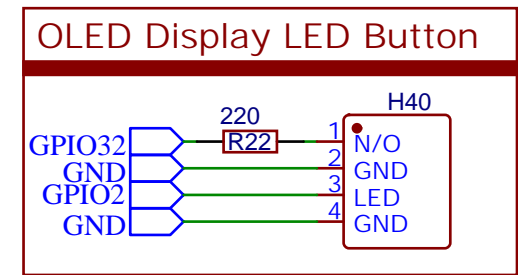 OLED Display LED Button
220
H40
GPIO32
R22
1
N/O
GND
2
GND
GPIO2
3
LED
GND
4
GND